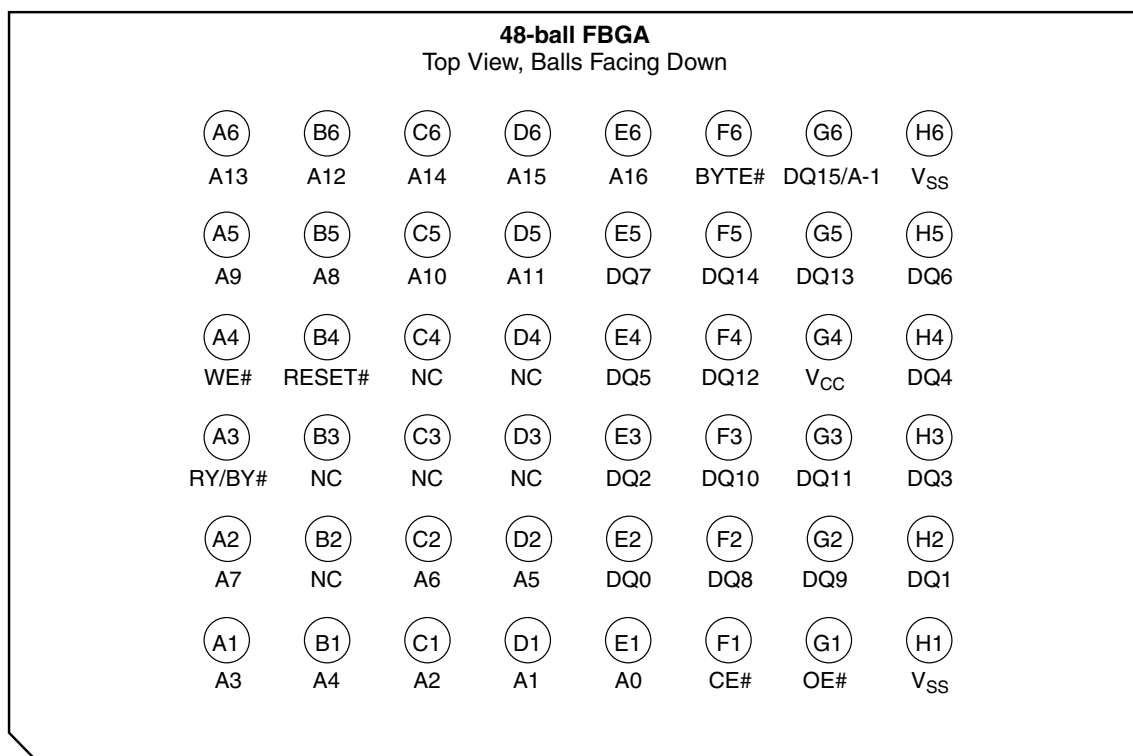 48-ball FBGA
Top View, Balls Facing Down
A6 B6 C6 D6 E6 F6 G6 H6
A13 A12 A14 A15 A16 BYTE# DQ15/A-1 VSS
A5 B5 C5 D5 E5 F5 G5 H5
A9 A8 A10 A11 DQ7 DQ14 DQ13 DQ6
A4 B4 C4 D4 E4 F4 G4 H4
WE# RESET# NC NC DQ5 DQ12 VCC DQ4
A3 B3 C3 D3 E3 F3 G3 H3
RY/BY# NC NC NC DQ2 DQ10 DQ11 DQ3
A2 B2 C2 D2 E2 F2 G2 H2
A7 NC A6 A5 DQ0 DQ8 DQ9 DQ1
A1 B1 C1 D1 E1 F1 G1 H1
A3 A4 A2 A1 A0 CE# OE# VSS